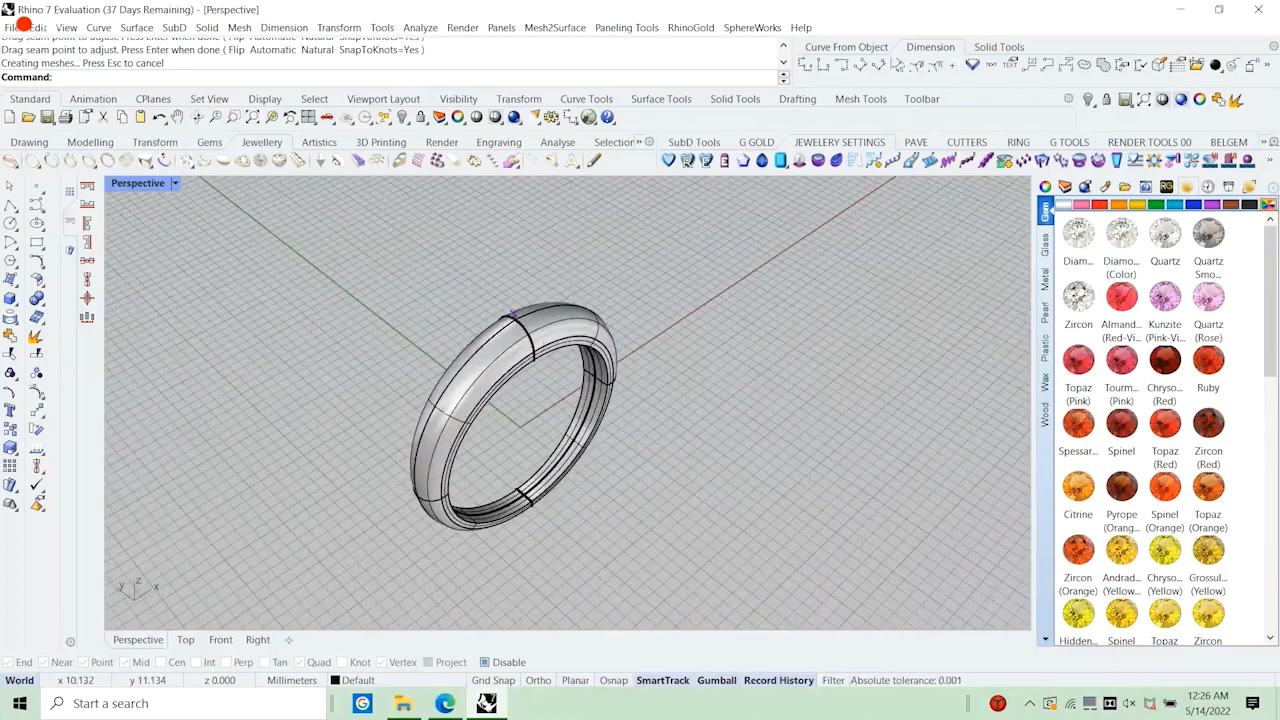 Rhino 7 Evaluation (37 Days Remaining) - [Perspective]
File Edit View Curve Surface SubD Solid Mesh Dimension Transform Tools Analyze Render Panels Mesh2Surface Paneling Tools RhinoGold SphereWorks Help
Drag seam point to adjust. Press Enter when done ( Flip Automatic Natural SnapToKnots=Yes )
Creating meshes... Press Esc to cancel
Command:
Curve From Object Dimension Solid Tools
Standard Animation CPlanes Set View Display Select Viewport Layout Visibility Transform Curve Tools Surface Tools Solid Tools Drafting Mesh Tools Toolbar
Drawing Modelling Transform Gems Jewellery Artistics 3D Printing Render Engraving Analyse Selection
SubD Tools G GOLD JEWELERY SETTINGS PAVE CUTTERS RING G TOOLS RENDER TOOLS 00 BELGEM
Perspective
Gem
Glass
Metal
Pearl
Plastic
Wax
Wood
Diam... Diamo... (Color) Quartz Quartz Smo...
Zircon Almand... (Red-Vi... Kunzite (Pink-Vi... Quartz (Rose)
Topaz (Pink) Tourm... (Pink) Chryso... (Red) Ruby
Spessar... Spinel Topaz (Red) Zircon (Red)
Citrine Pyrope (Orang... Spinel (Orange) Topaz (Orange)
Zircon (Orange) Andrad... (Yellow... Chryso... (Yellow) Grossul... (Yellow)
Hidden... Spinel Topaz Zircon
y z x
Perspective Top Front Right
End Near Point Mid Cen Int Perp Tan Quad Knot Vertex Project Disable
World x 10.132 y 11.134 z 0.000 Millimeters Default Grid Snap Ortho Planar Osnap SmartTrack Gumball Record History Filter Absolute tolerance: 0.001
Start a search
12:26 AM
5/14/2022